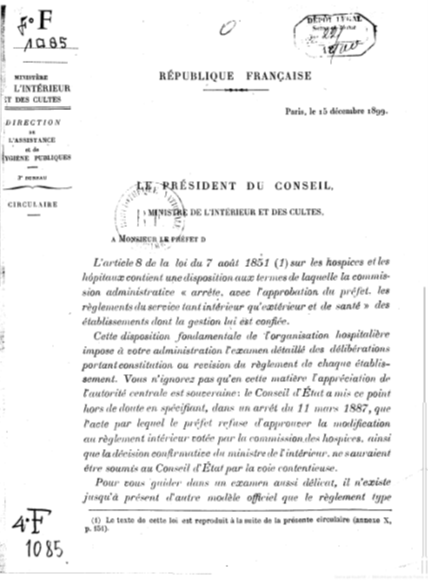 F° F
1085
DÉPÔT LÉGAL
MINISTÈRE
L'INTÉRIEUR
ET DES CULTES
DIRECTION
DE
L'ASSISTANCE
et de
HYGIÈNE PUBLIQUES
3e BUREAU
CIRCULAIRE
RÉPUBLIQUE FRANÇAISE
Paris, le 15 décembre 1899.
LE PRÉSIDENT DU CONSEIL,
MINISTRE DE L'INTÉRIEUR ET DES CULTES,
A MONSIEUR LE PRÉFET D
L'article 8 de la loi du 7 août 1851 (1) sur les hospices et les
hôpitaux contient une disposition aux termes de laquelle la commis-
sion administrative « arrête, avec l'approbation du préfet, les
règlements du service tant intérieur qu'extérieur et de santé » des
établissements dont la gestion lui est confiée.
Cette disposition fondamentale de l'organisation hospitalière
impose à votre administration l'examen détaillé des délibérations
portant constitution ou revision du règlement de chaque établis-
sement. Vous n'ignorez pas qu'en cette matière l'appréciation de
l'autorité centrale est souveraine: le Conseil d'État a mis ce point
hors de doute en spécifiant, dans un arrêt du 11 mars 1887, que
l'acte par lequel le préfet refuse d'approuver la modification
au règlement intérieur votée par la commission des hospices, ainsi
que la décision confirmative du ministre de l'intérieur, ne sauraient
être soumis au Conseil d'État par la voie contentieuse.
Pour vous guider dans un examen aussi délicat, il n'existe
jusqu'à présent d'autre modèle officiel que le règlement type
(1) Le texte de cette loi est reproduit à la suite de la présente circulaire (annexe X,
p. 151).
4° F
1085